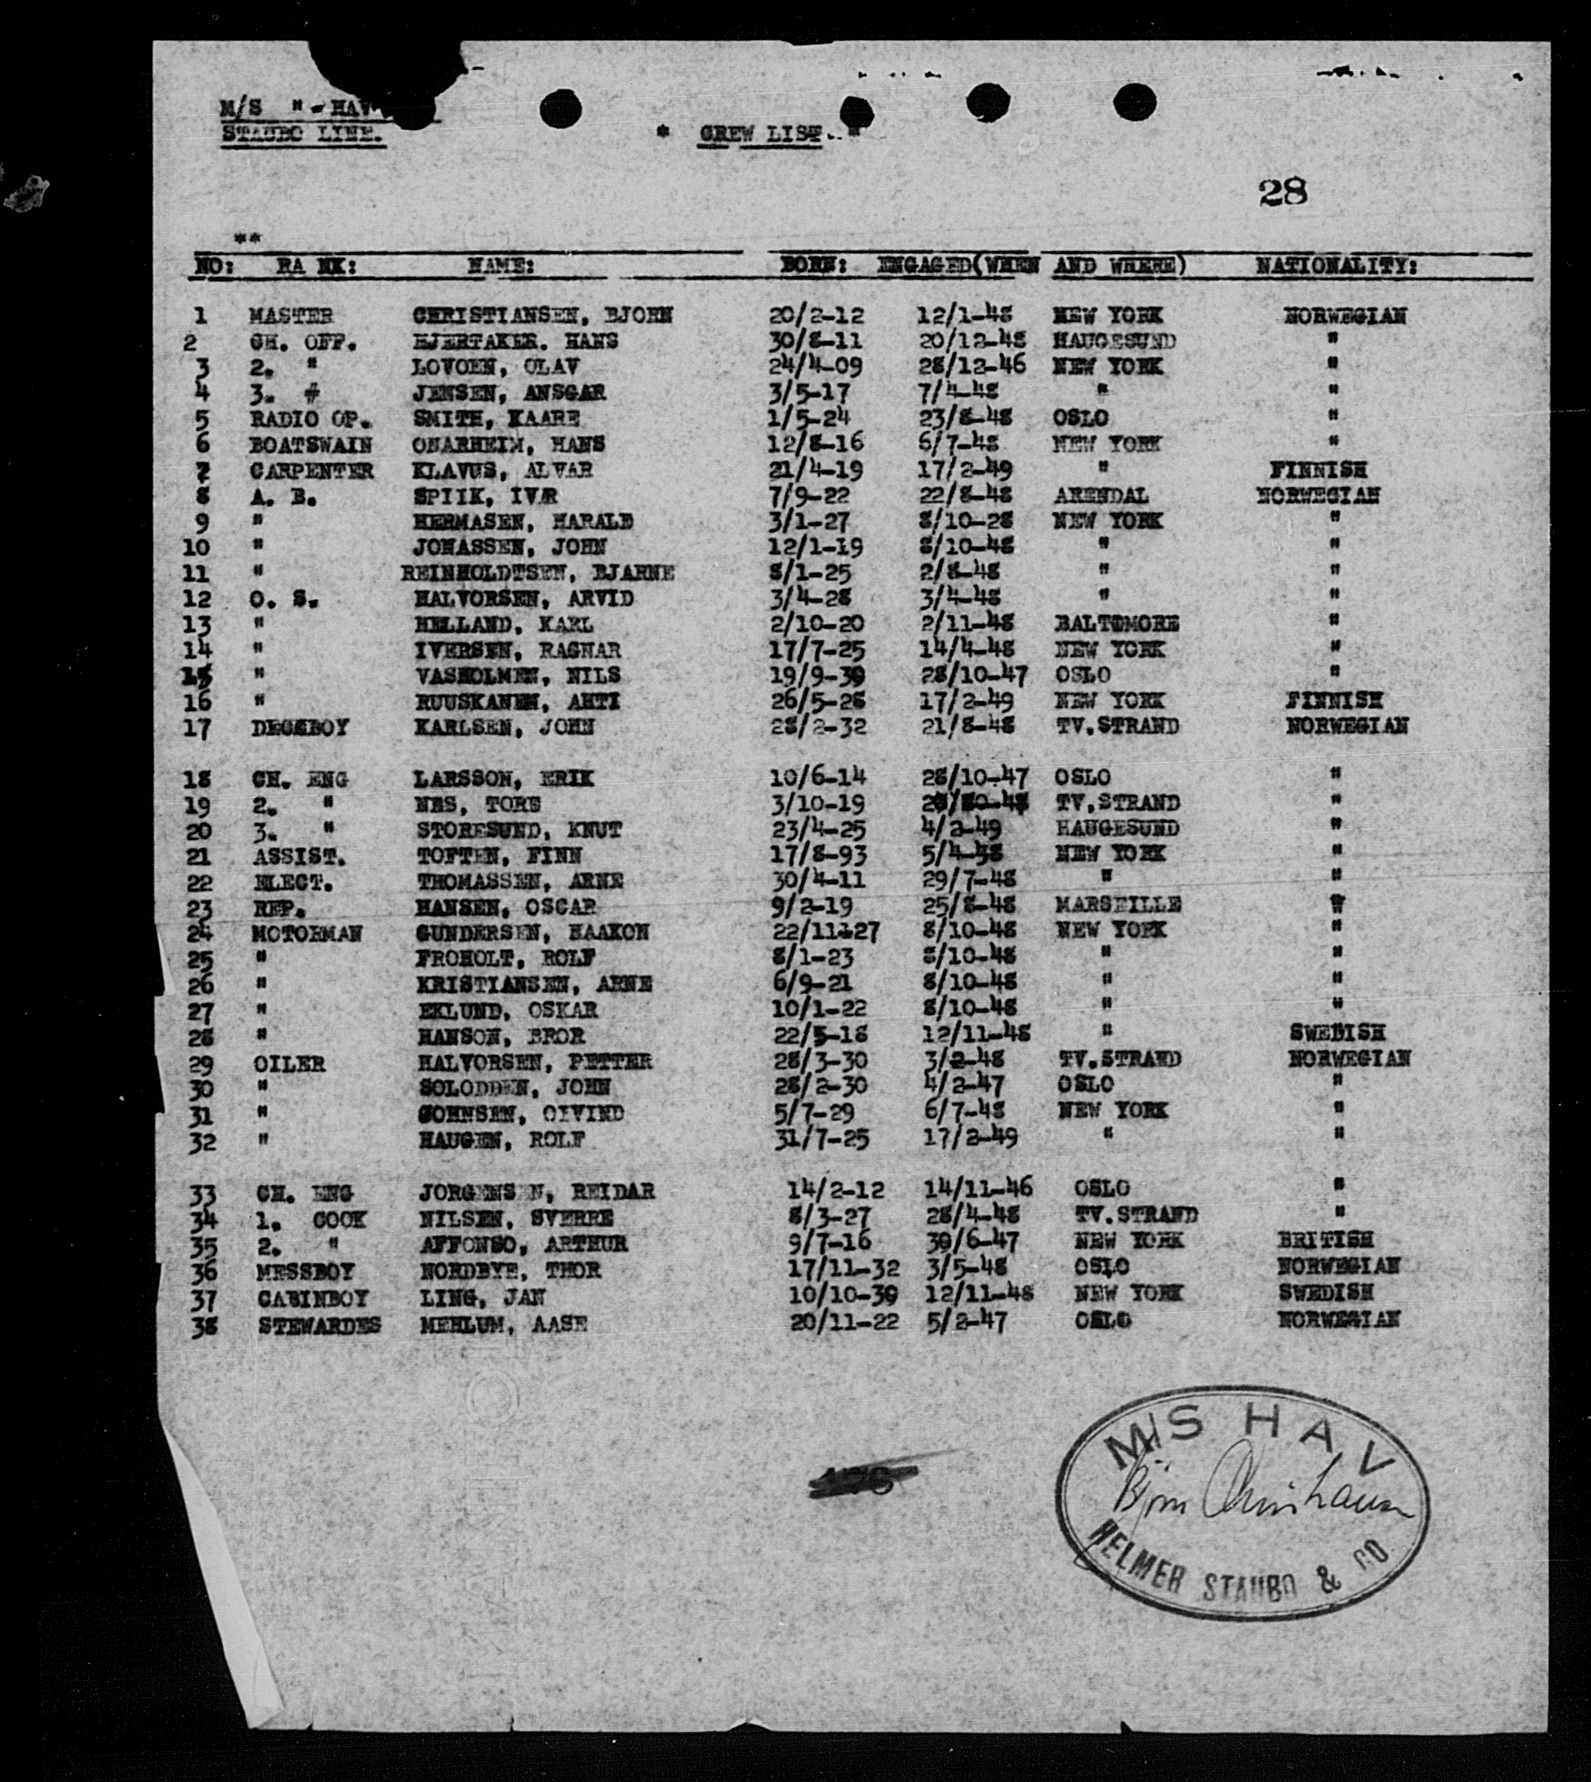 M/S " - HAV
STAUBO LINE.
* CREW LIST. "
28
**
NO: RA NK: NAME: BORN: ENGAGED(WHEN AND WHERE) NATIONALITY:
1 MASTER CHRISTIANSEN, BJORN 20/2-12 12/1-48 NEW YORK NORWEGIAN
2 CH. OFF. HJERTAKER. HANS 30/8-11 20/12-48 HAUGESUND "
3 2. " LOVOEN, OLAV 24/4-09 28/12-46 NEW YORK "
4 3. # JENSEN, ANSGAR 3/5-17 7/4-48 " "
5 RADIO OP. SMITH, KAARE 1/5-24 23/8-48 OSLO "
6 BOATSWAIN ONARHEIM, HANS 12/8-16 6/7-48 NEW YORK "
7 CARPENTER KLAVUS, ALVAR 21/4-19 17/2-49 " FINNISH
8 A. B. SPIIK, IVAR 7/9-22 22/8-48 ARENDAL NORWEGIAN
9 " HERMASEN, HARALD 3/1-27 8/10-28 NEW YORK "
10 " JOHASSEN, JOHN 12/1-19 8/10-48 " "
11 " REINHOLDTSEN, BJARNE 8/1-25 2/8-48 " "
12 O. S. HALVORSEN, ARVID 3/4-28 3/4-48 " "
13 " HELLAND, KARL 2/10-20 2/11-48 BALTOMORE "
14 " IVERSEN, RAGNAR 17/7-25 14/4-48 NEW YORK "
15 " VASHOLMEN, NILS 19/9-30 28/10-47 OSLO "
16 " RUUSKANEN, AHTI 26/5-28 17/2-49 NEW YORK FINNISH
17 DECKBOY KARLSEN, JOHN 28/2-32 21/8-48 TV.STRAND NORWEGIAN
18 CH. ENG LARSSON, ERIK 10/6-14 28/10-47 OSLO "
19 2. " NES, TORE 3/10-19 TV.STRAND "
20 3. " STORESUND, KNUT 23/4-25 4/2-49 HAUGESUND "
21 ASSIST. TOFTEN, FINN 17/8-93 5/4-48 NEW YORK "
22 ELECT. THOMASSEN, ARNE 30/4-11 29/7-48 " "
23 REP. HANSEN, OSCAR 9/2-19 25/8-48 MARSEILLE "
24 MOTORMAN GUNDERSEN, HAAKON 22/11-27 8/10-48 NEW YORK "
25 " FROHOLT, ROLF 8/1-23 8/10-48 " "
26 " KRISTIANSEN, ARNE 6/9-21 8/10-48 " "
27 " EKLUND, OSKAR 10/1-22 8/10-48 " "
28 " HANSON, BROR 22/5-18 12/11-48 " SWEDISH
29 OILER HALVORSEN, PETTER 28/3-30 3/2-48 TV.STRAND NORWEGIAN
30 " SOLODDEN, JOHN 28/2-30 4/2-47 OSLO "
31 " GOHNSEN, OIVIND 5/7-29 6/7-48 NEW YORK "
32 " HAUGEN, ROLF 31/7-25 17/2-49 " "
33 CH. ENG JORGENSEN, REIDAR 14/2-12 14/11-46 OSLO "
34 1. COOK NILSEN, SVERRE 8/3-27 28/4-48 TV.STRAND "
35 2. " AFFONSO, ARTHUR 9/7-16 30/6-47 NEW YORK BRITISH
36 MESSBOY NORDBYE, THOR 17/11-32 3/5-48 OSLO NORWEGIAN
37 CABINBOY LING, JAN 10/10-30 12/11-48 NEW YORK SWEDISH
38 STEWARDES MEHLUM, AASE 20/11-22 5/2-47 OSLO NORWEGIAN
M/S HAV
Bjørn Christiansen
HELMER STAUBO & CO